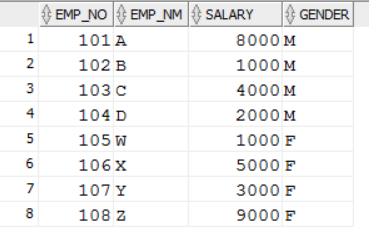 EMP_NO EMP_NM SALARY GENDER
1 101 A 8000 M
2 102 B 1000 M
3 103 C 4000 M
4 104 D 2000 M
5 105 W 1000 F
6 106 X 5000 F
7 107 Y 3000 F
8 108 Z 9000 F